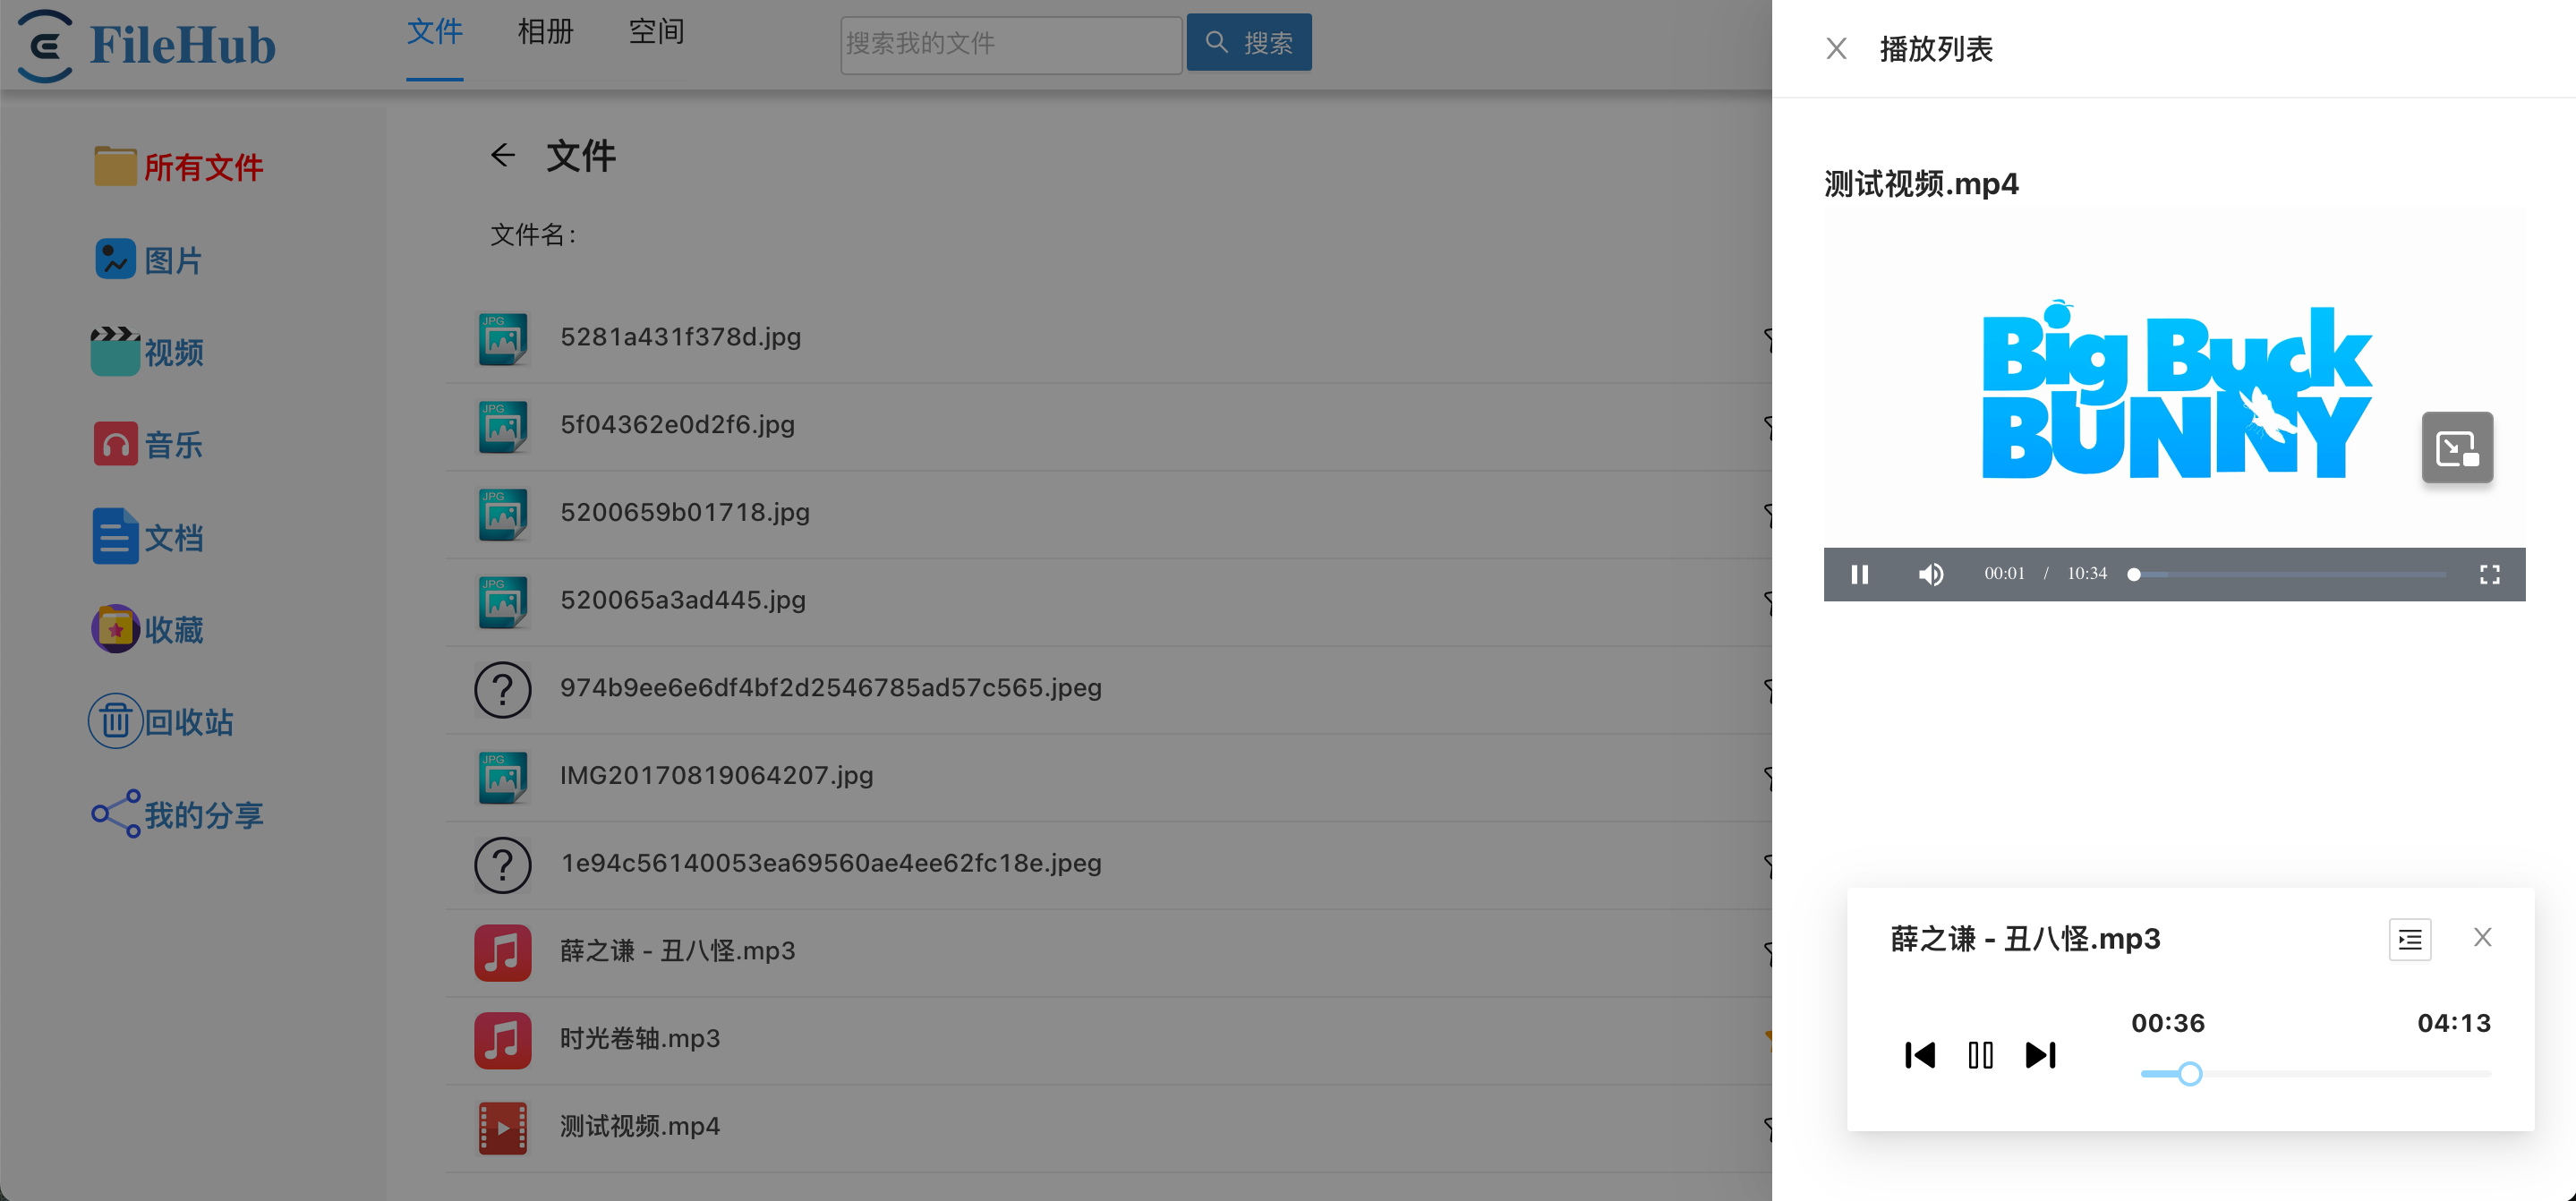 FileHub
文件 相册 空间
搜索我的文件 搜索
所有文件
图片
视频
音乐
文档
收藏
回收站
我的分享
文件
文件名:
JPG 5281a431f378d.jpg
JPG 5f04362e0d2f6.jpg
JPG 5200659b01718.jpg
JPG 520065a3ad445.jpg
974b9ee6e6df4bf2d2546785ad57c565.jpeg
JPG IMG20170819064207.jpg
1e94c56140053ea69560ae4ee62fc18e.jpeg
薛之谦 - 丑八怪.mp3
时光卷轴.mp3
测试视频.mp4
播放列表
测试视频.mp4
Big Buck
BUNNY
00:01 / 10:34
薛之谦 - 丑八怪.mp3
00:36 04:13